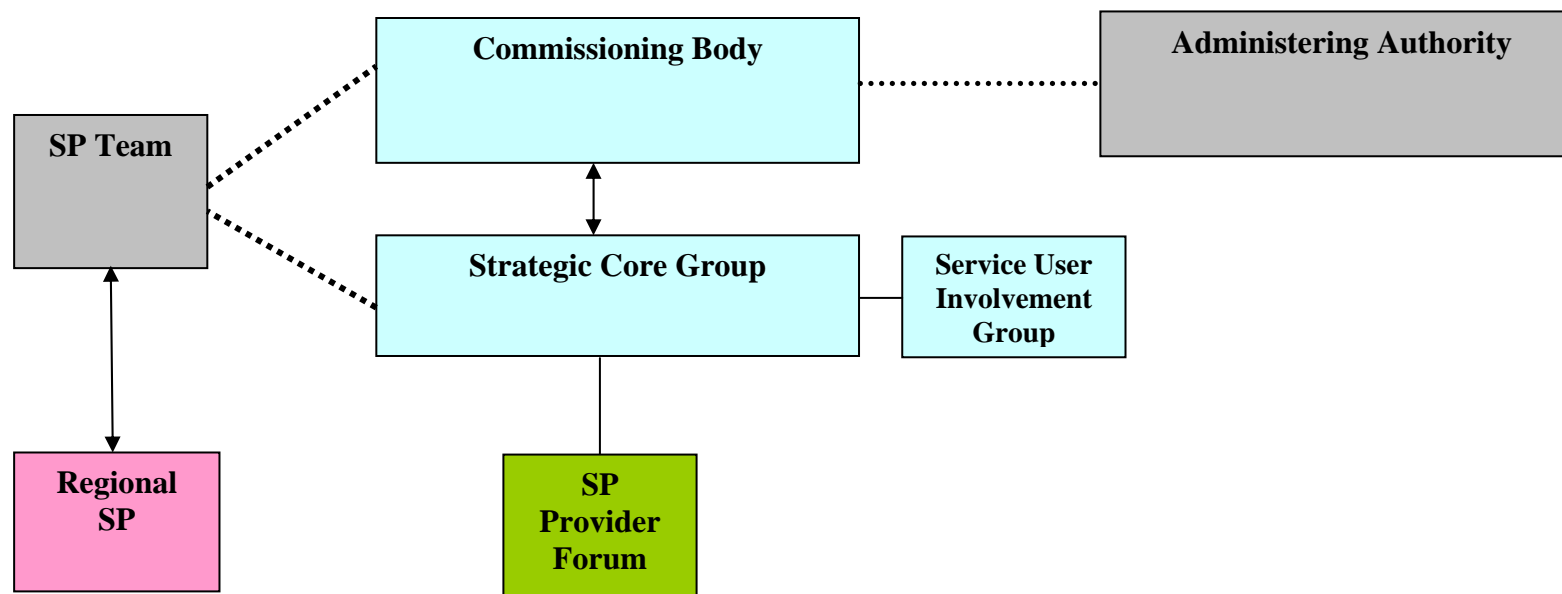 Commissioning Body
Administering Authority
SP Team
Strategic Core Group
Service User
Involvement
Group
Regional
SP
SP
Provider
Forum